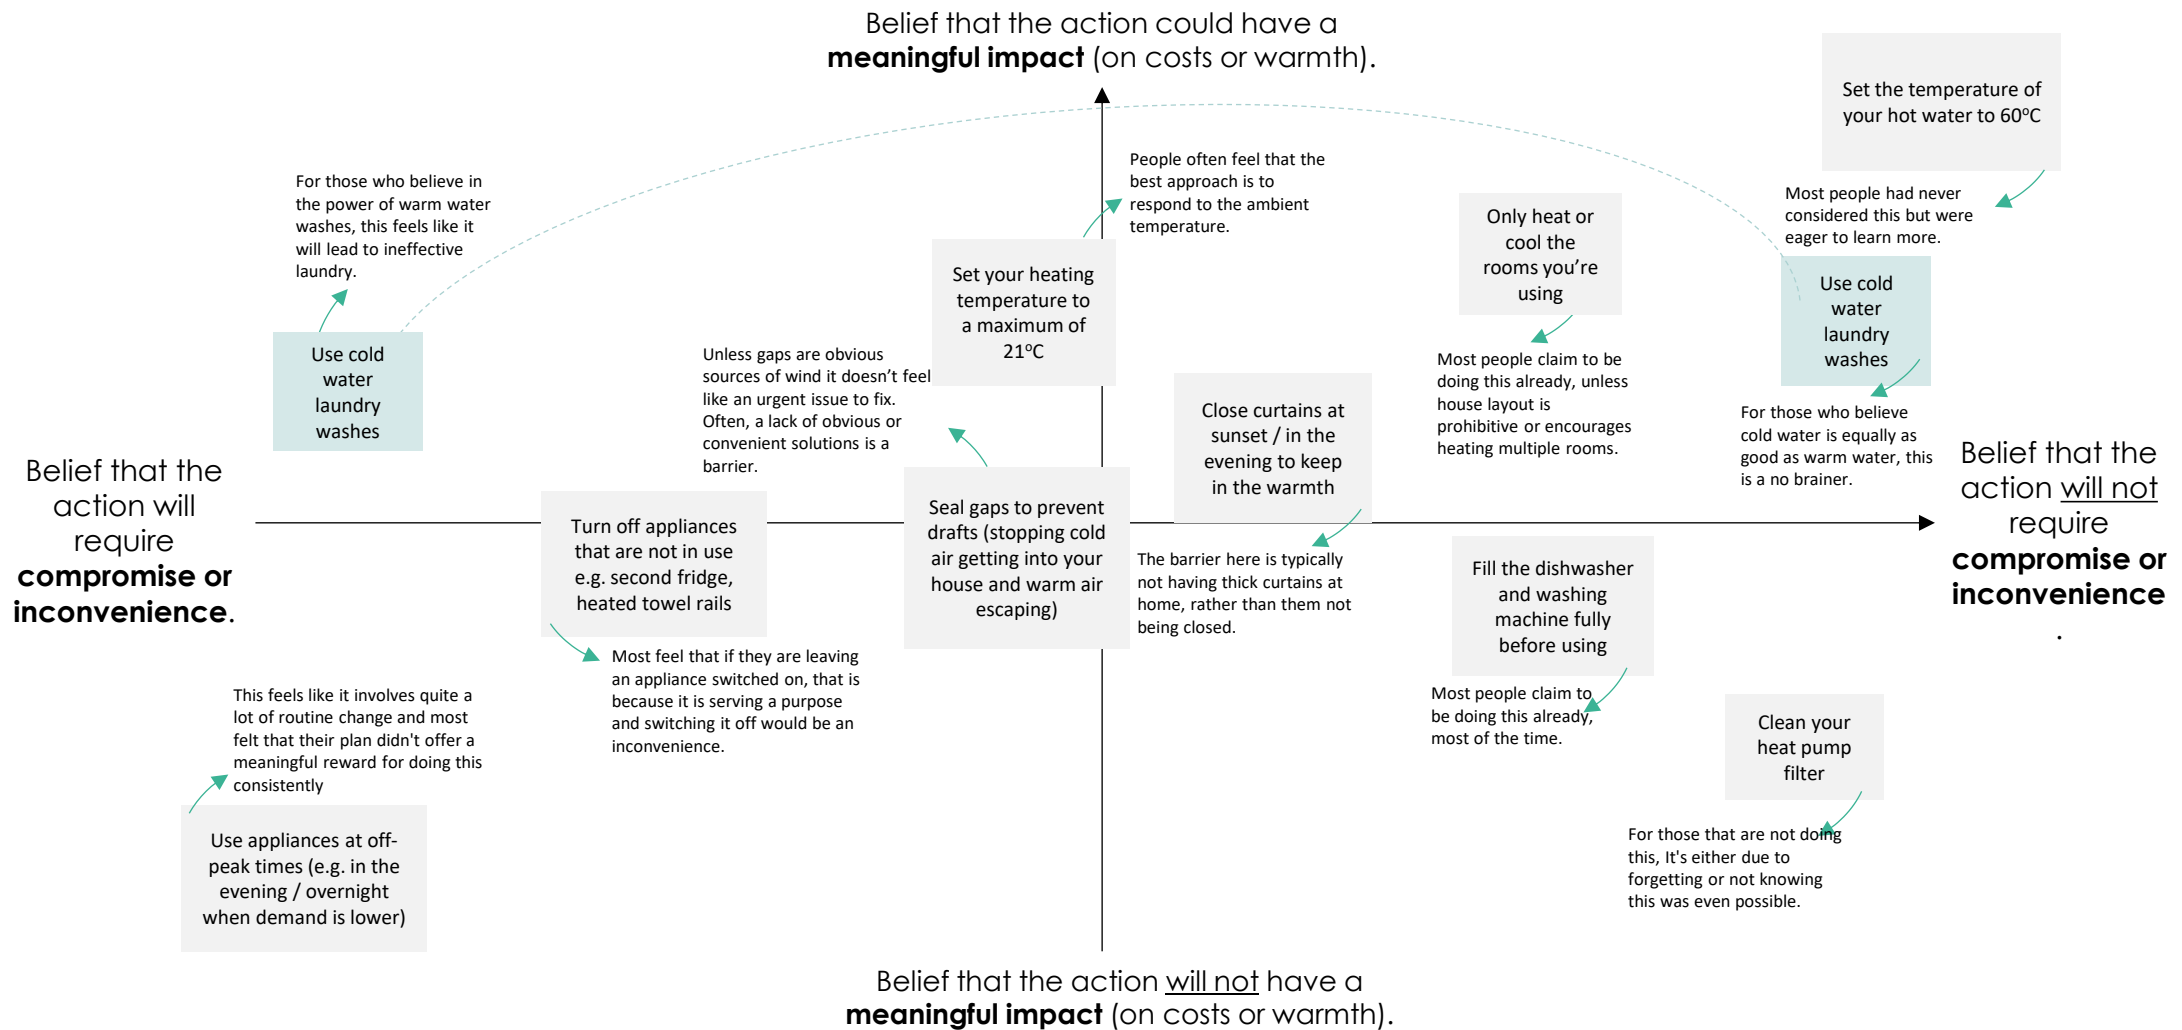 Belief that the action could have a
meaningful impact (on costs or warmth).
Set the temperature of
your hot water to 60ºC
Most people had never
considered this but were
eager to learn more.
People often feel that the
best approach is to
respond to the ambient
temperature.
For those who believe in
the power of warm water
washes, this feels like it
will lead to ineffective
laundry.
Only heat or
cool the
rooms you’re
using
Set your heating
temperature to
a maximum of
21ºC
Use cold
water
laundry
washes
Use cold
water
laundry
washes
Unless gaps are obvious
sources of wind it doesn’t feel
like an urgent issue to fix.
Often, a lack of obvious or
convenient solutions is a
barrier.
Most people claim to be
doing this already, unless
house layout is
prohibitive or encourages
heating multiple rooms.
Close curtains at
sunset / in the
evening to keep
in the warmth
For those who believe
cold water is equally as
good as warm water, this
is a no brainer.
Belief that the
action will
require
compromise or
inconvenience.
Belief that the
action will not
require
compromise or
inconvenience
.
Turn off appliances
that are not in use
e.g. second fridge,
heated towel rails
Seal gaps to prevent
drafts (stopping cold
air getting into your
house and warm air
escaping)
The barrier here is typically
not having thick curtains at
home, rather than them not
being closed.
Fill the dishwasher
and washing
machine fully
before using
Most feel that if they are leaving
an appliance switched on, that is
because it is serving a purpose
and switching it off would be an
inconvenience.
Most people claim to
be doing this already,
most of the time.
This feels like it involves quite a
lot of routine change and most
felt that their plan didn't offer a
meaningful reward for doing this
consistently
Clean your
heat pump
filter
Use appliances at off-
peak times (e.g. in the
evening / overnight
when demand is lower)
For those that are not doing
this, It's either due to
forgetting or not knowing
this was even possible.
Belief that the action will not have a
meaningful impact (on costs or warmth).